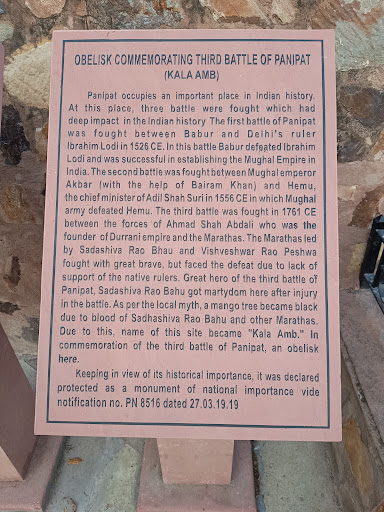 OBELISK COMMEMORATING THIRD BATTLE OF PANIPAT
(KALA AMB)
Panipat occupies an important place in Indian history.
At this place, three battle were fought which had
deep impact in the Indian history The first battle of Panipat
was fought between Babur and Delhi's ruler
Ibrahim Lodi in 1526 CE. In this battle Babur defeated Ibrahim
Lodi and was successful in establishing the Mughal Empire in
India. The second battle was fought between Mughal emperor
Akbar (with the help of Bairam Khan) and Hemu,
the chief minister of Adil Shah Suri in 1556 CE in which Mughal
army defeated Hemu. The third battle was fought in 1761 CE
between the forces of Ahmad Shah Abdali who was the
founder of Durrani empire and the Marathas. The Marathas led
by Sadashiva Rao Bhau and Vishveshwar Rao Peshwa
fought with great brave, but faced the defeat due to lack of
support of the native rulers. Great hero of the third battle of
Panipat, Sadashiva Rao Bahu got martydom here after injury
in the battle. As per the local myth, a mango tree became black
due to blood of Sadhashiva Rao Bahu and other Marathas.
Due to this, name of this site became "Kala Amb." In
commemoration of the third battle of Panipat, an obelisk
here.
Keeping in view of its historical importance, it was declared
protected as a monument of national importance vide
notification no. PN 8516 dated 27.03.19.19